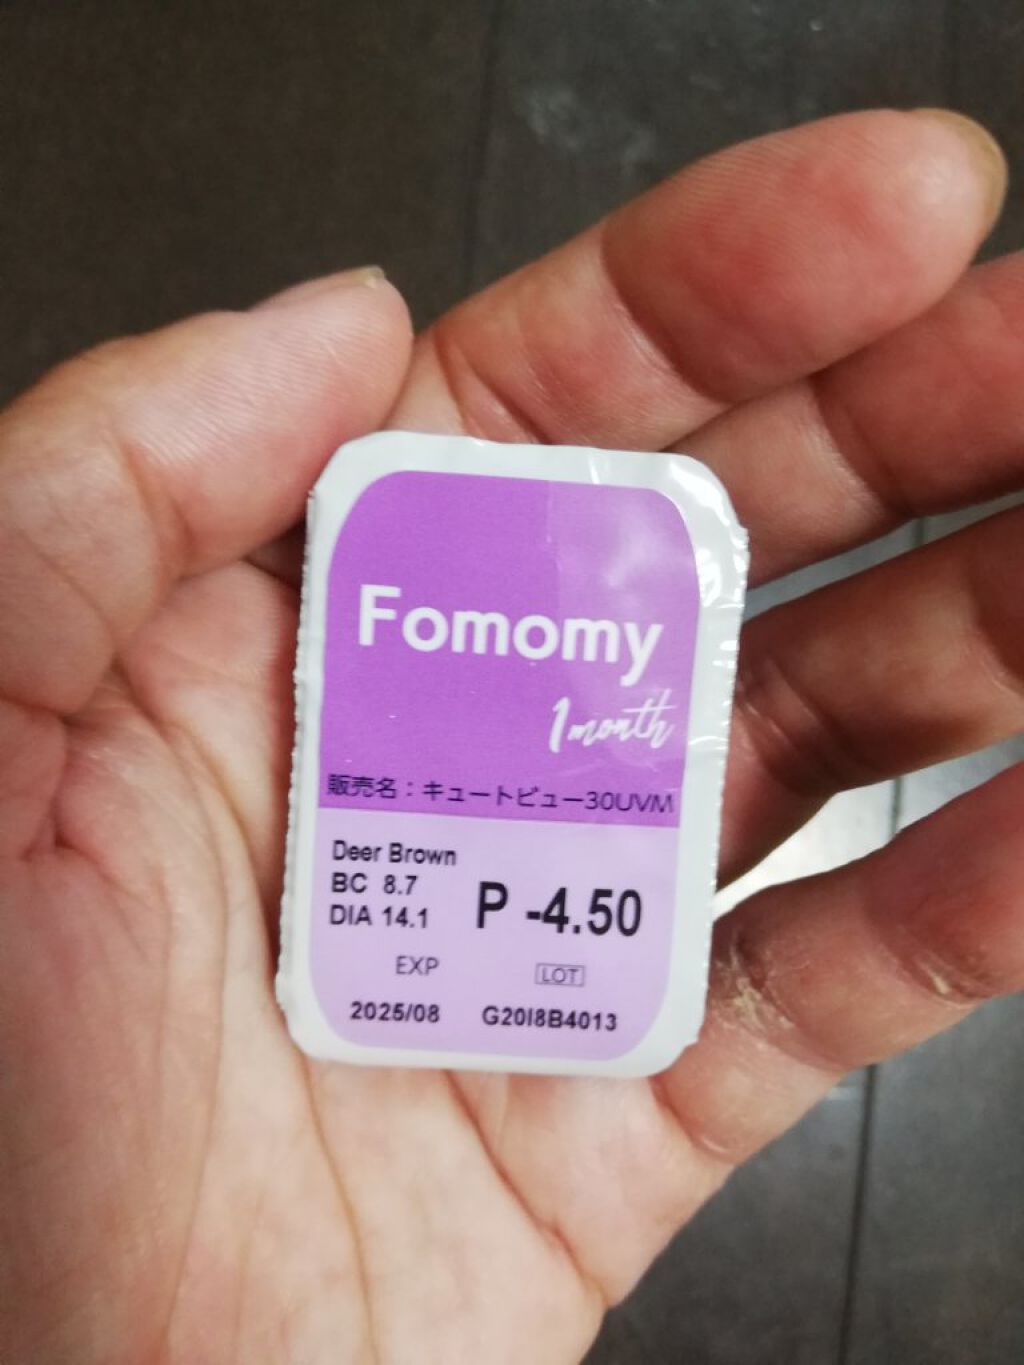 Fomomy
1month
販売名：キュートビュー30UVM
Deer Brown
BC 8.7
DIA 14.1
P -4.50
EXP
LOT
2025/08
G20I8B4013